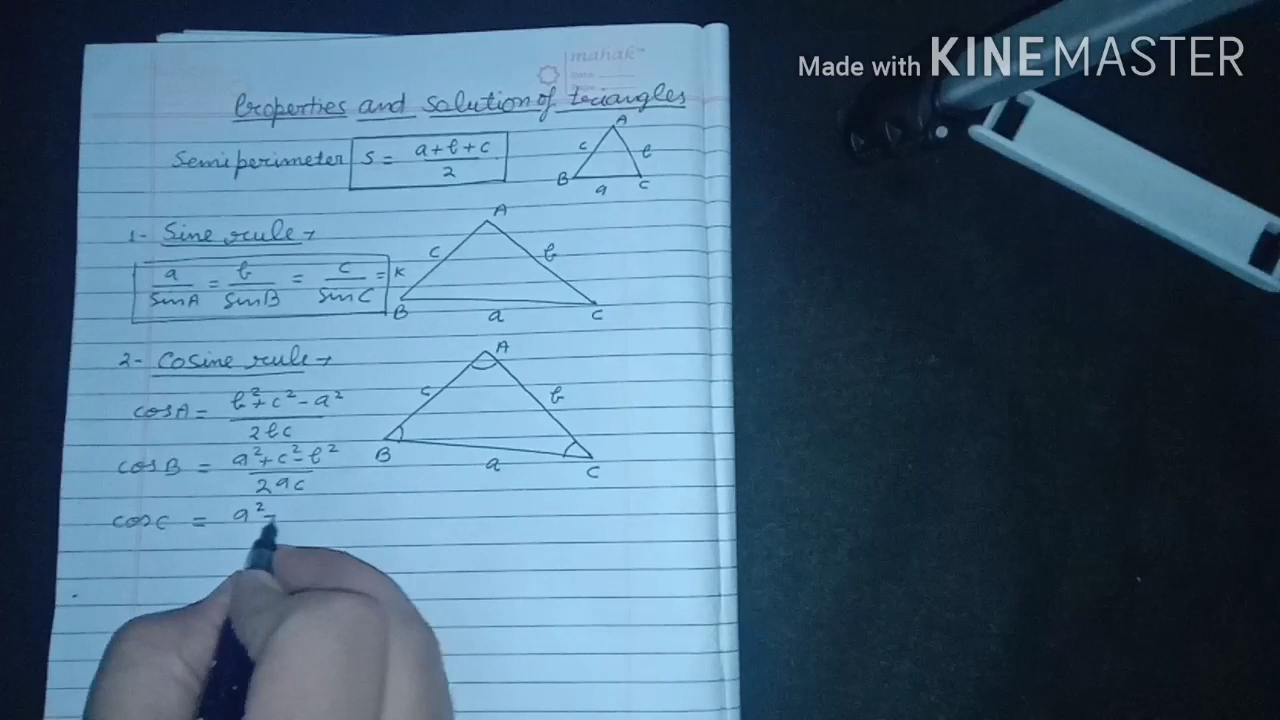 Made with KINEMASTER
mahak™
Properties and Solution of triangles
Semiperimeter S = a+b+c / 2
A
c b
B a C
1- Sine rule →
a/sinA = b/sinB = c/sinC = K
A
c b
B a C
2- Cosine rule →
cosA = b²+c²-a² / 2bc
cosB = a²+c²-b² / 2ac
cosC = a²
A
c b
B a C